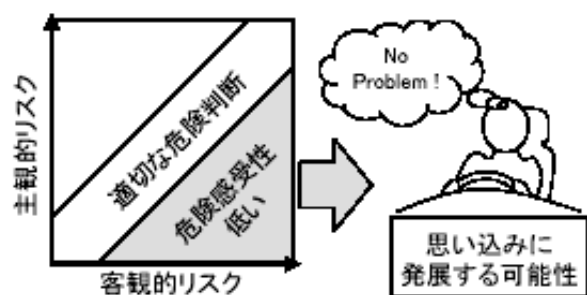 主観的リスク
適切な危険判断
危険感受性
低い
客観的リスク
No
Problem !
思い込みに
発展する可能性